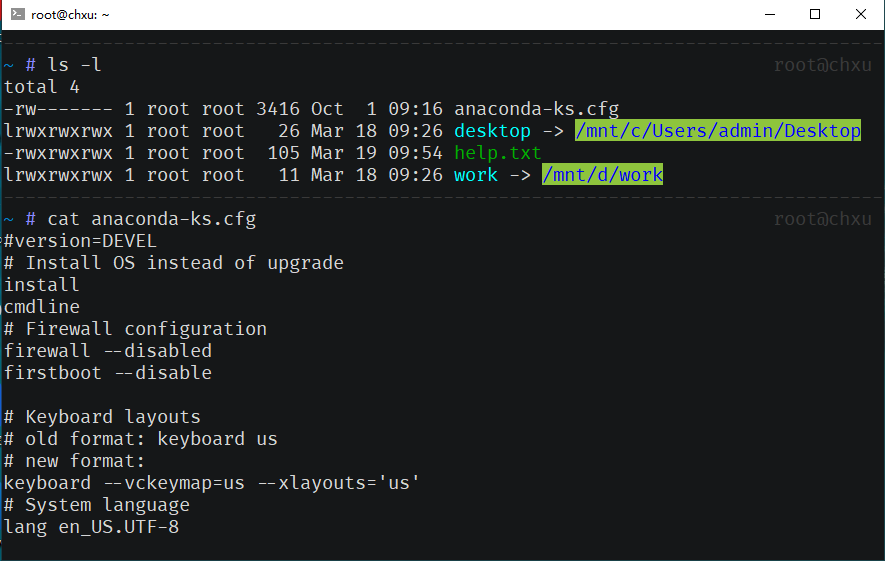 root@chxu: ~
~ # ls -l root@chxu
total 4
-rw------- 1 root root 3416 Oct  1 09:16 anaconda-ks.cfg
lrwxrwxrwx 1 root root   26 Mar 18 09:26 desktop -> /mnt/c/Users/admin/Desktop
-rwxrwxrwx 1 root root  105 Mar 19 09:54 help.txt
lrwxrwxrwx 1 root root   11 Mar 18 09:26 work -> /mnt/d/work
~ # cat anaconda-ks.cfg root@chxu
#version=DEVEL
# Install OS instead of upgrade
install
cmdline
# Firewall configuration
firewall --disabled
firstboot --disable
# Keyboard layouts
# old format: keyboard us
# new format:
keyboard --vckeymap=us --xlayouts='us'
# System language
lang en_US.UTF-8